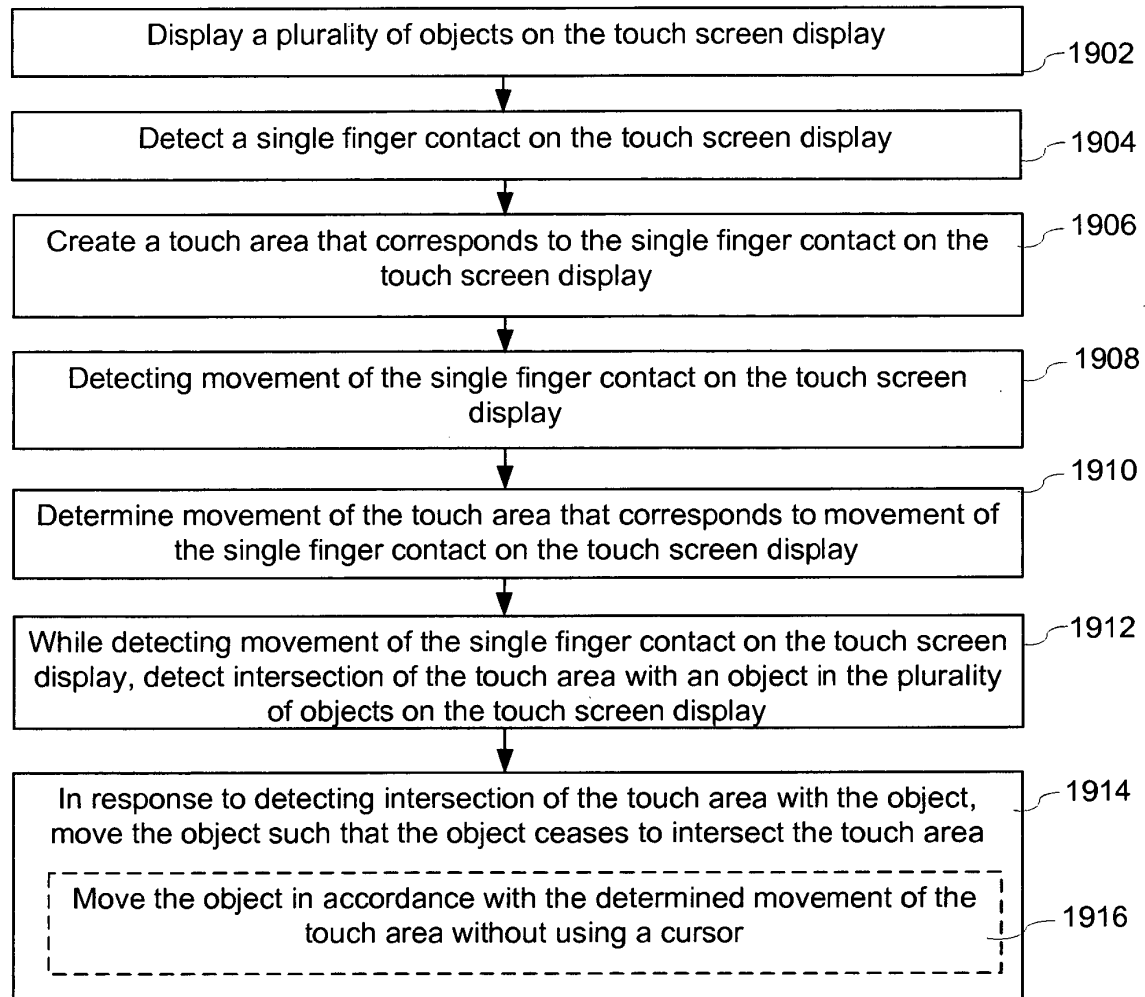 Display a plurality of objects on the touch screen display
1902
Detect a single finger contact on the touch screen display
1904
Create a touch area that corresponds to the single finger contact on the
touch screen display
1906
Detecting movement of the single finger contact on the touch screen
display
1908
Determine movement of the touch area that corresponds to movement of
the single finger contact on the touch screen display
1910
While detecting movement of the single finger contact on the touch screen
display, detect intersection of the touch area with an object in the plurality
of objects on the touch screen display
1912
In response to detecting intersection of the touch area with the object,
move the object such that the object ceases to intersect the touch area
1914
Move the object in accordance with the determined movement of the
touch area without using a cursor
1916